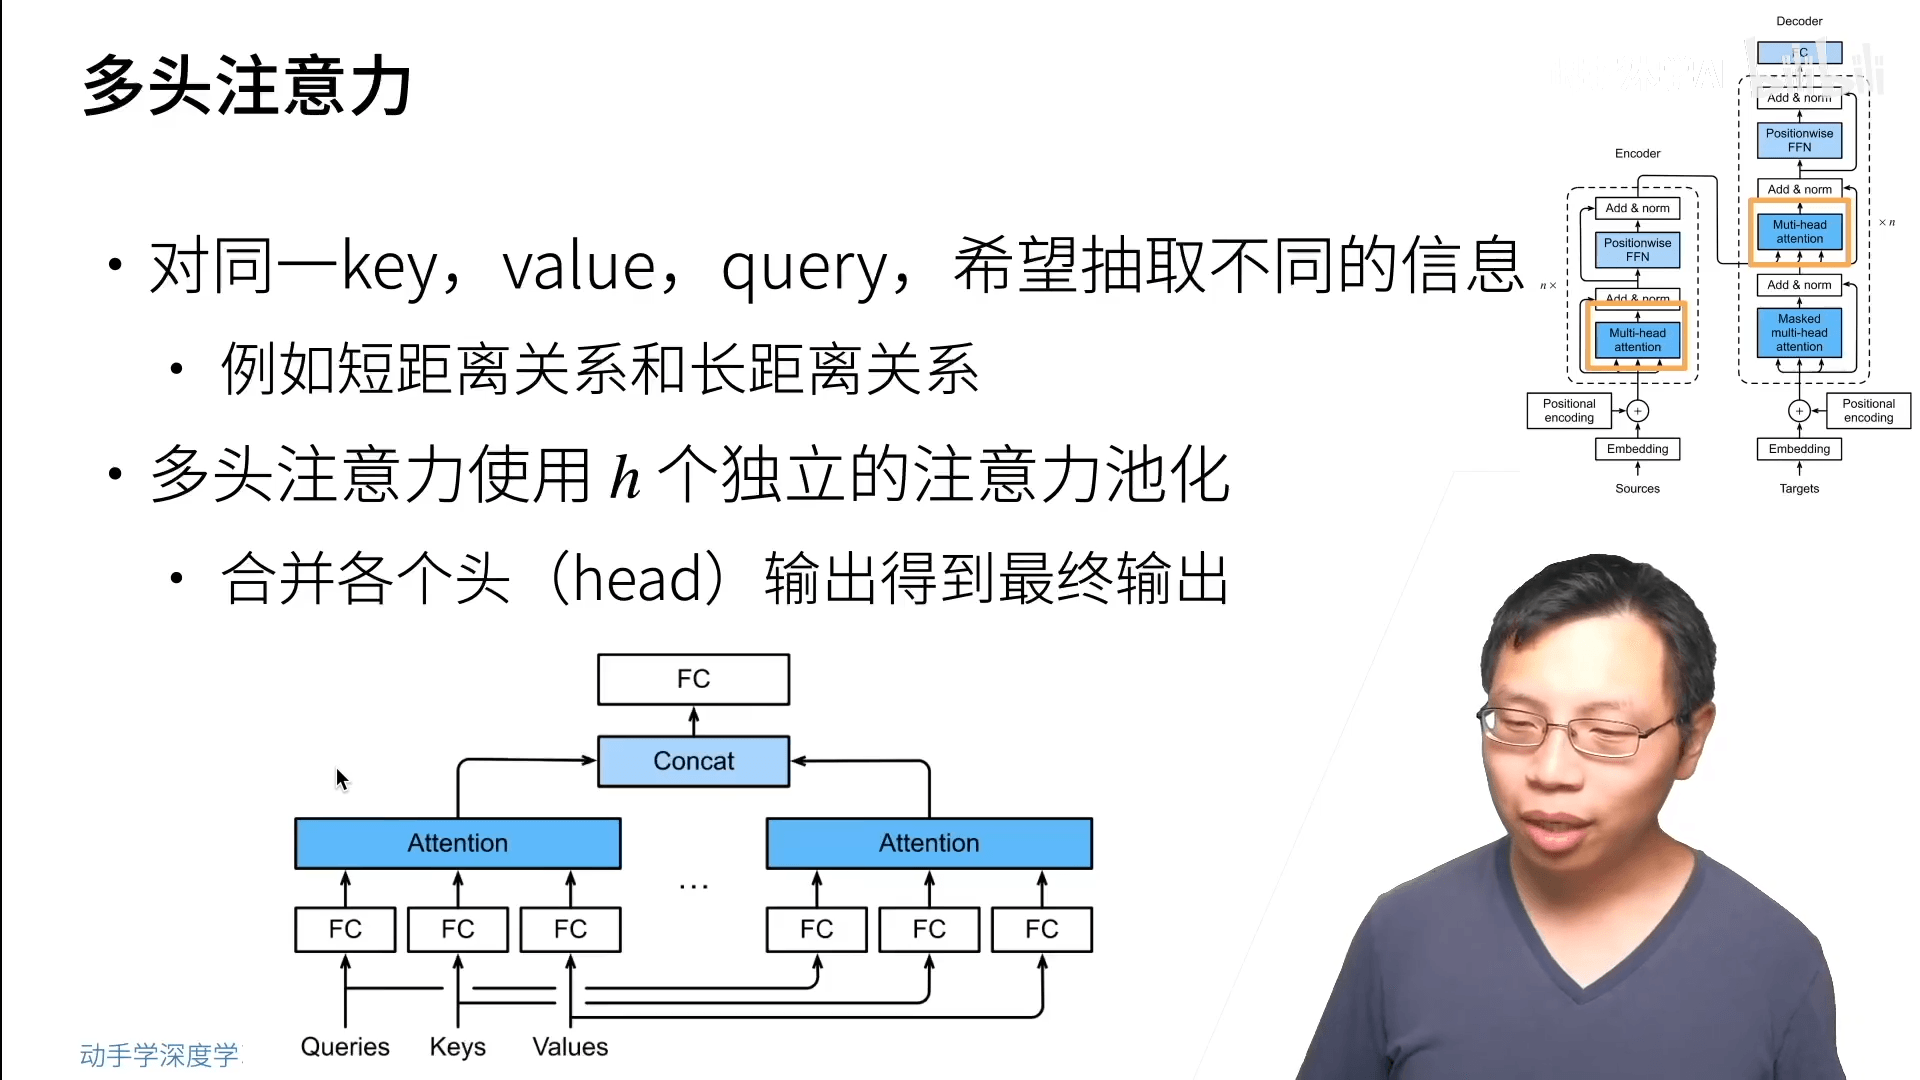 多头注意力
• 对同一key，value，query，希望抽取不同的信息
• 例如短距离关系和长距离关系
• 多头注意力使用 h 个独立的注意力池化
• 合并各个头（head）输出得到最终输出
FC
Concat
Attention
Attention
...
FC FC FC FC FC FC
Queries Keys Values
动手学深度学
Decoder
FC
Add & norm
Positionwise
FFN
Add & norm
Muti-head
attention
× n
Add & norm
Masked
multi-head
attention
Positional
encoding
+
Embedding
Targets
Encoder
Add & norm
Positionwise
FFN
n ×
Add & norm
Multi-head
attention
Positional
encoding
+
Embedding
Sources